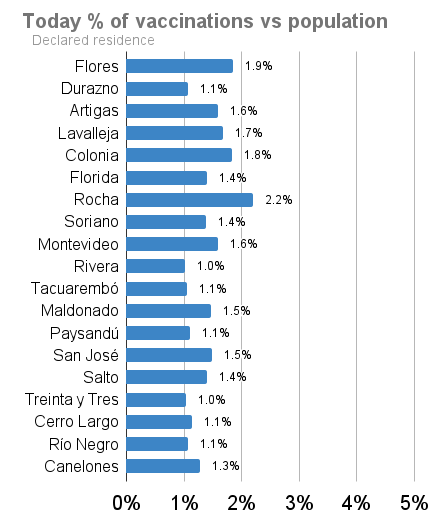 Today % of vaccinations vs population
Declared residence
Flores 1.9%
Durazno 1.1%
Artigas 1.6%
Lavalleja 1.7%
Colonia 1.8%
Florida 1.4%
Rocha 2.2%
Soriano 1.4%
Montevideo 1.6%
Rivera 1.0%
Tacuarembó 1.1%
Maldonado 1.5%
Paysandú 1.1%
San José 1.5%
Salto 1.4%
Treinta y Tres 1.0%
Cerro Largo 1.1%
Río Negro 1.1%
Canelones 1.3%
0% 1% 2% 3% 4% 5%